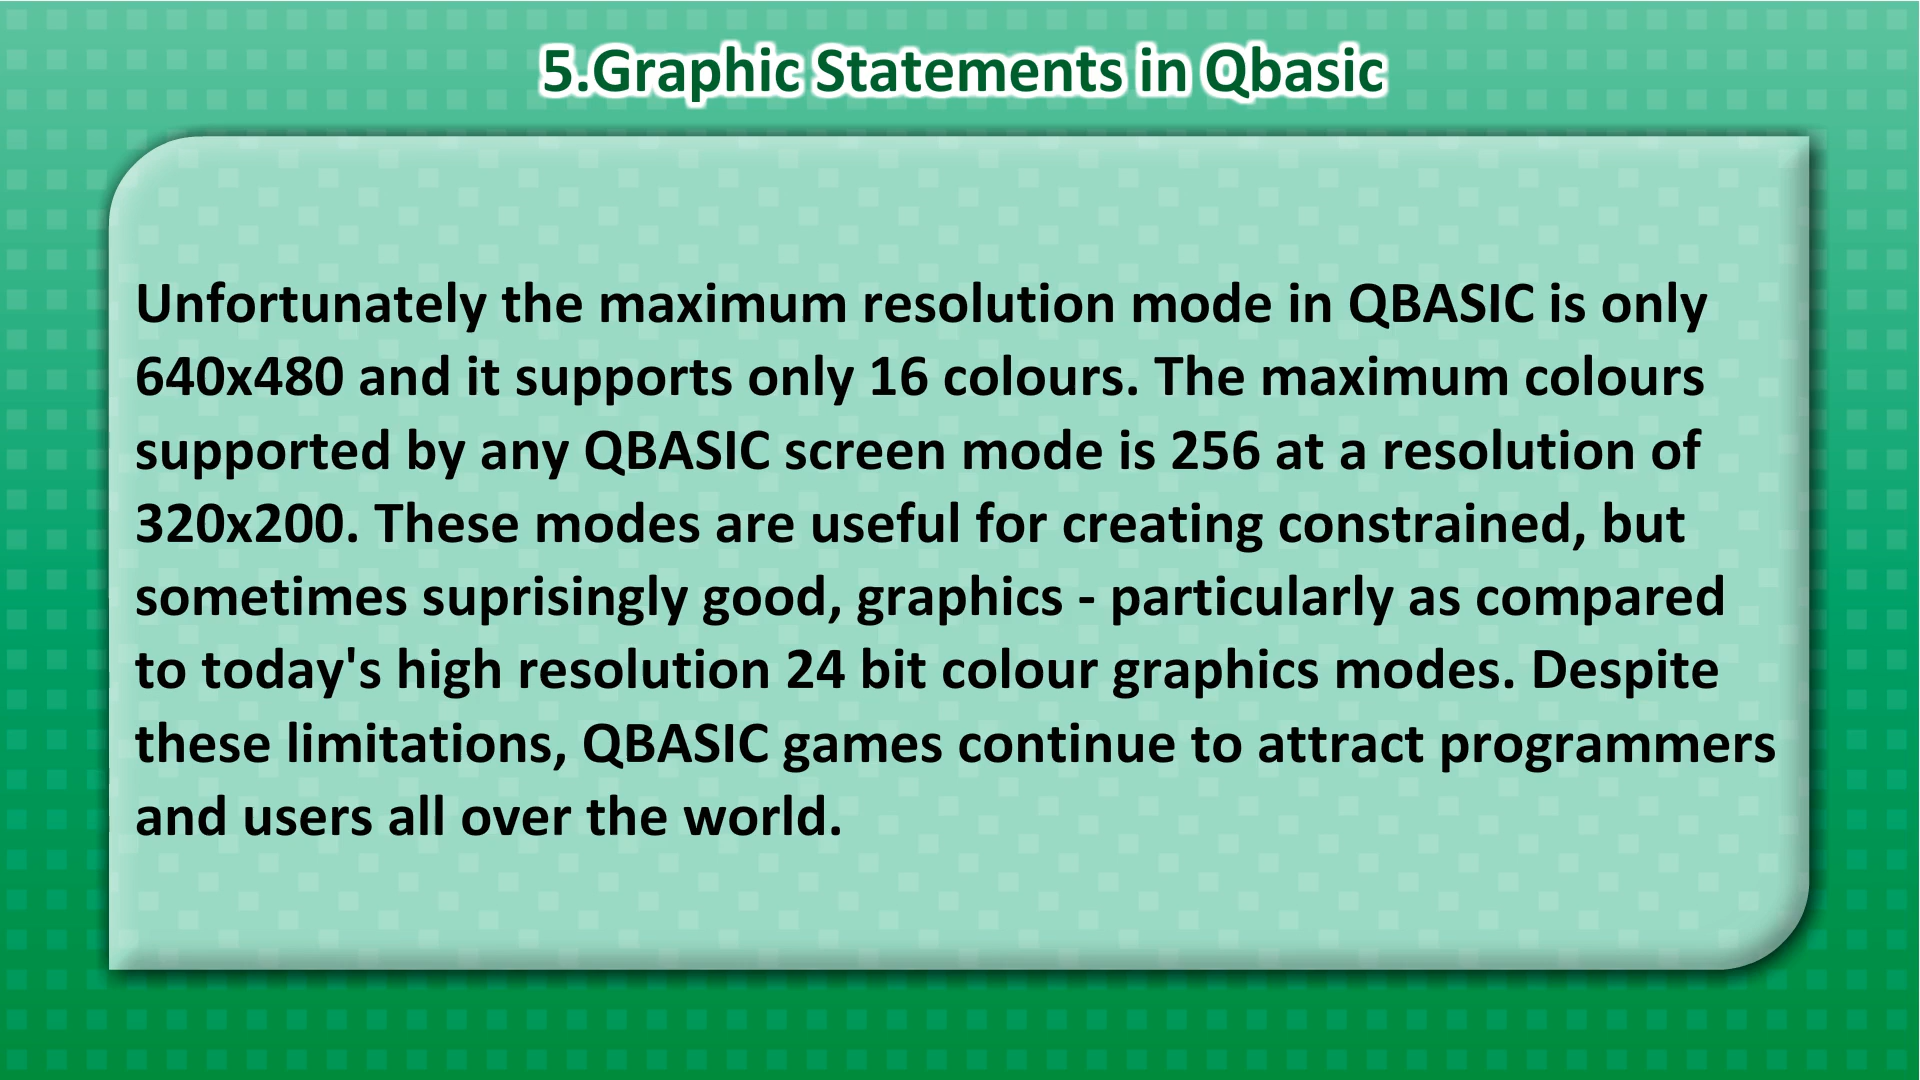 5.Graphic Statements in Qbasic
Unfortunately the maximum resolution mode in QBASIC is only
640x480 and it supports only 16 colours. The maximum colours
supported by any QBASIC screen mode is 256 at a resolution of
320x200. These modes are useful for creating constrained, but
sometimes suprisingly good, graphics - particularly as compared
to today's high resolution 24 bit colour graphics modes. Despite
these limitations, QBASIC games continue to attract programmers
and users all over the world.